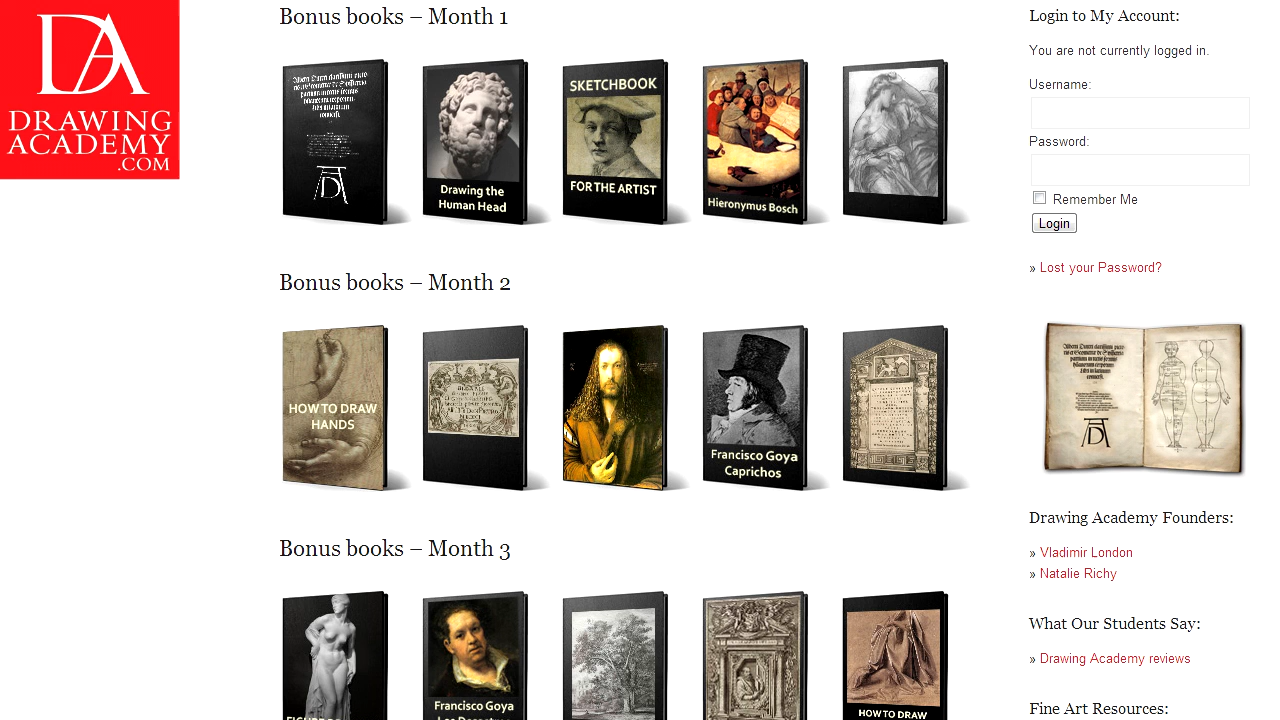 DA
DRAWING
ACADEMY
.COM
Bonus books – Month 1
SKETCHBOOK
FOR THE ARTIST
Drawing the
Human Head
Hieronymus Bosch
Bonus books – Month 2
HOW TO DRAW
HANDS
Francisco Goya
Caprichos
Bonus books – Month 3
Francisco Goya
HOW TO DRAW
Login to My Account:
You are not currently logged in.
Username:
Password:
Remember Me
Login
» Lost your Password?
Drawing Academy Founders:
» Vladimir London
» Natalie Richy
What Our Students Say:
» Drawing Academy reviews
Fine Art Resources: